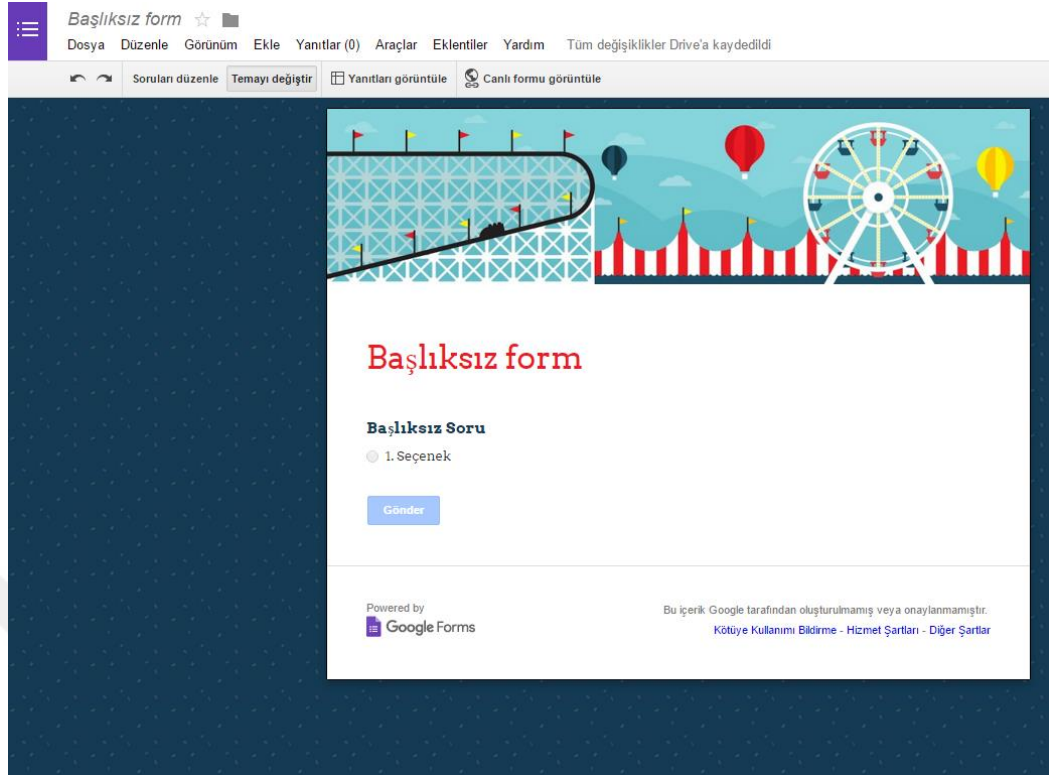 Başlıksız form
Dosya Düzenle Görünüm Ekle Yanıtlar (0) Araçlar Eklentiler Yardım Tüm değişiklikler Drive'a kaydedildi
Soruları düzenle Temayı değiştir Yanıtları görüntüle Canlı formu görüntüle
Başlıksız form
Başlıksız Soru
1. Seçenek
Gönder
Powered by
Google Forms
Bu içerik Google tarafından oluşturulmamış veya onaylanmamıştır.
Kötüye Kullanımı Bildirme - Hizmet Şartları - Diğer Şartlar